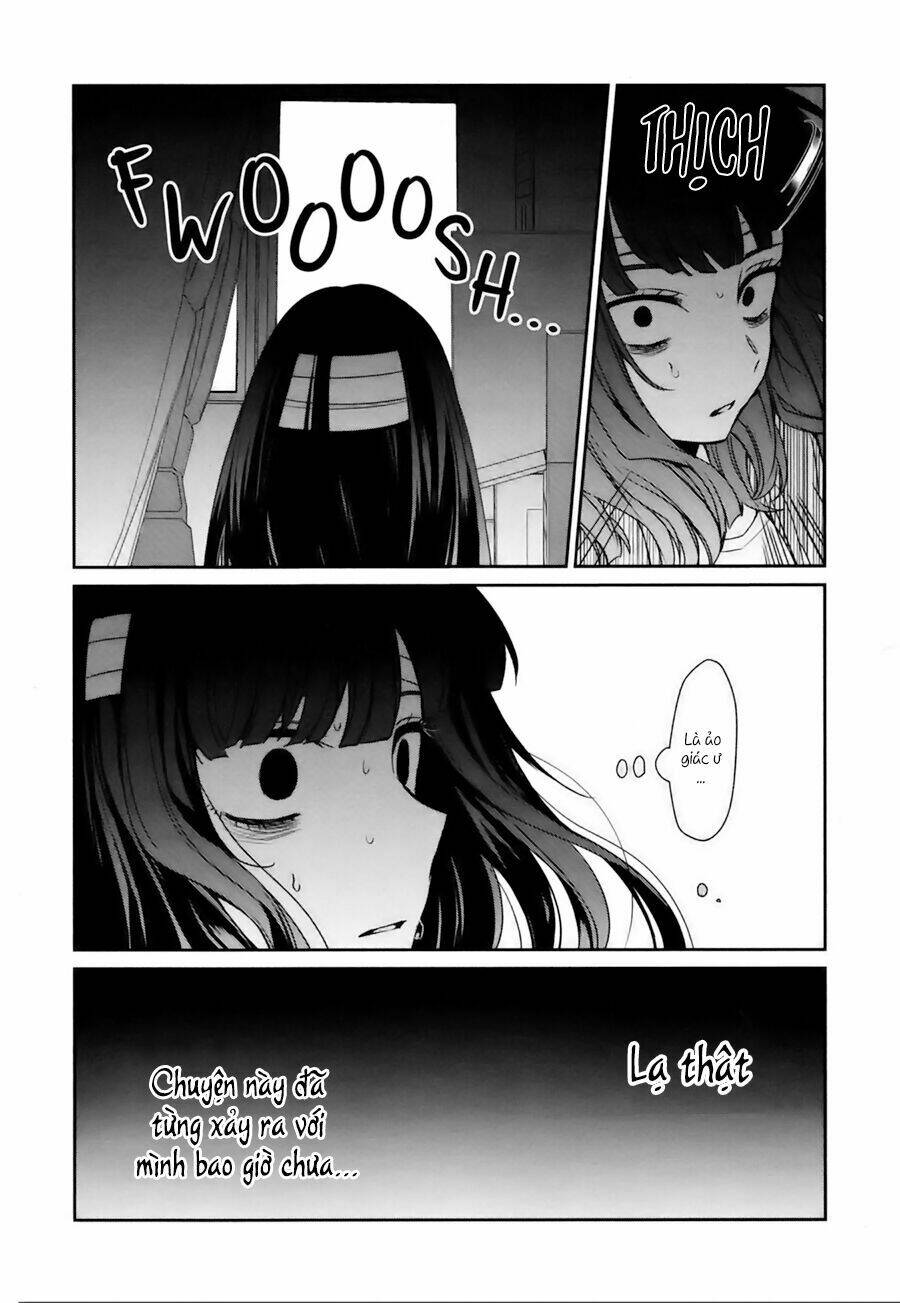 THỊCH
FWOOOOSH...
Là ảo
giác ư
...
Lạ thật
Chuyện này đã
từng xảy ra với
mình bao giờ chưa...